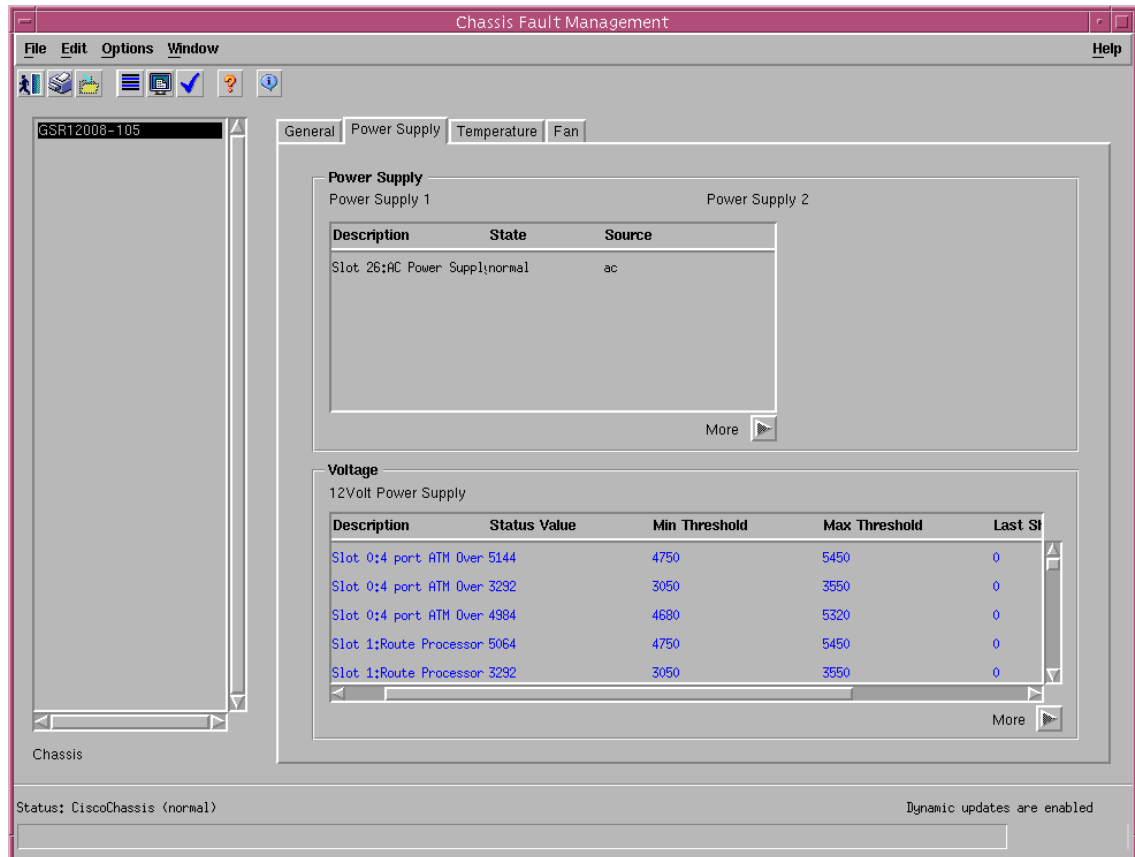 Chassis Fault Management
File Edit Options Window Help
GSR12008-105
General Power Supply Temperature Fan
Power Supply
Power Supply 1 Power Supply 2
Description State Source
Slot 26:AC Power Supply normal ac
More
Voltage
12Volt Power Supply
Description Status Value Min Threshold Max Threshold Last Sh
Slot 0:4 port ATM Over 5144 4750 5450 0
Slot 0:4 port ATM Over 3292 3050 3550 0
Slot 0:4 port ATM Over 4984 4680 5320 0
Slot 1:Route Processor 5064 4750 5450 0
Slot 1:Route Processor 3292 3050 3550 0
More
Chassis
Status: CiscoChassis (normal) Dynamic updates are enabled